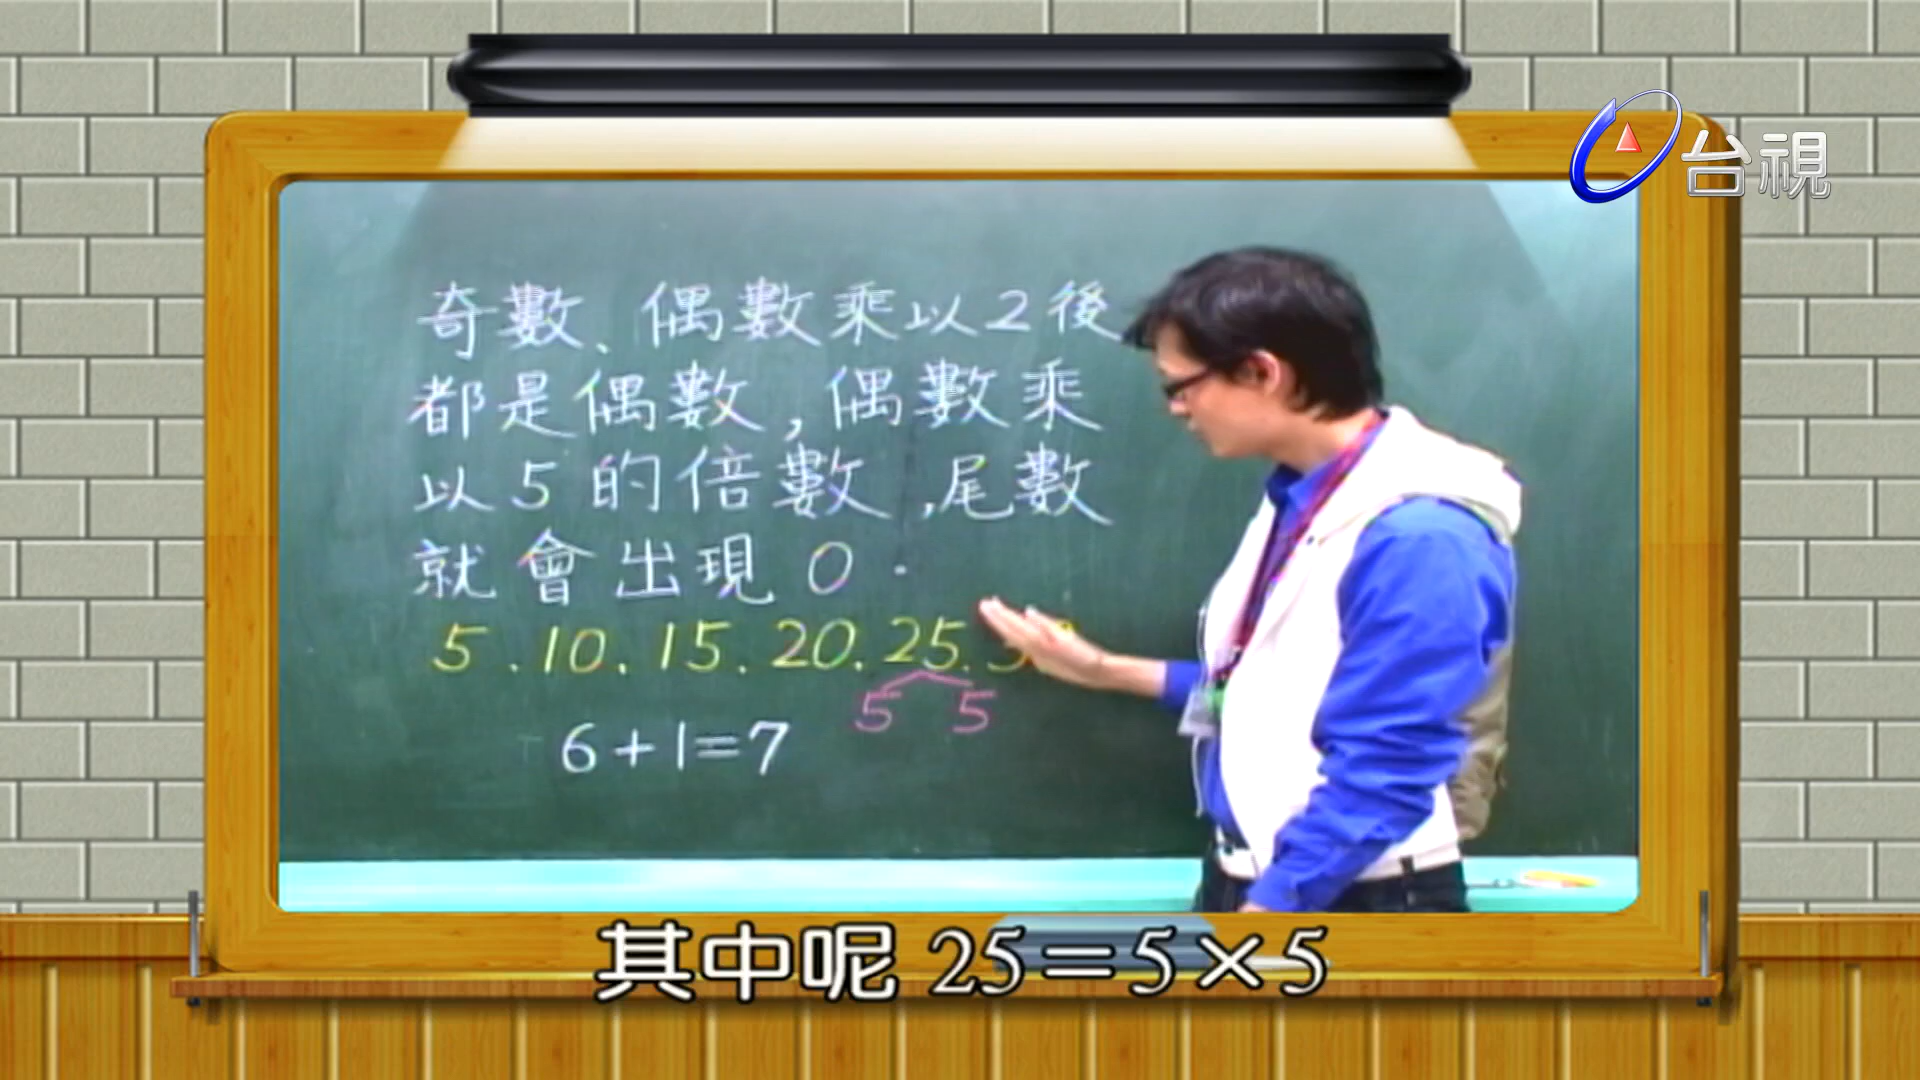 台視
奇數、偶數乘以2後
都是偶數,偶數乘
以5的倍數,尾數
就會出現0.
5.10.15.20.25.
5 5
6+1=7
其中呢 25=5×5